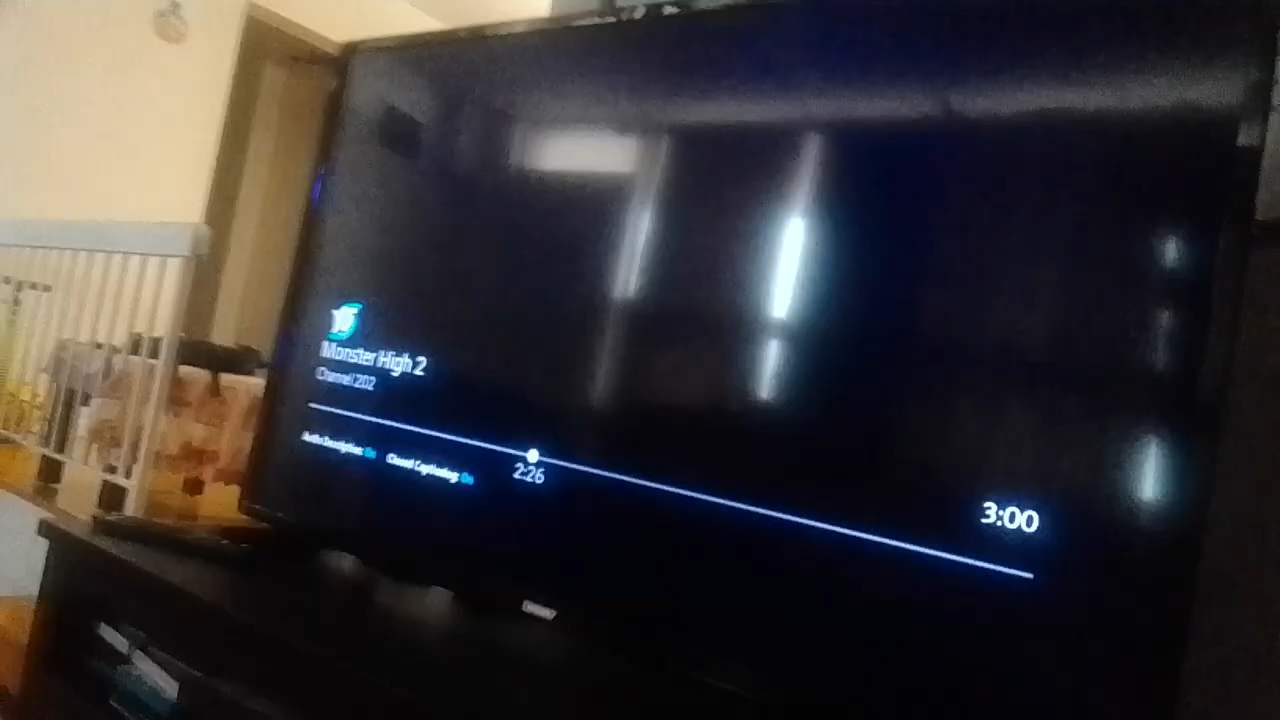 Monster High 2
Channel 202
2:26
3:00
Audio Description: On Closed Captioning: On